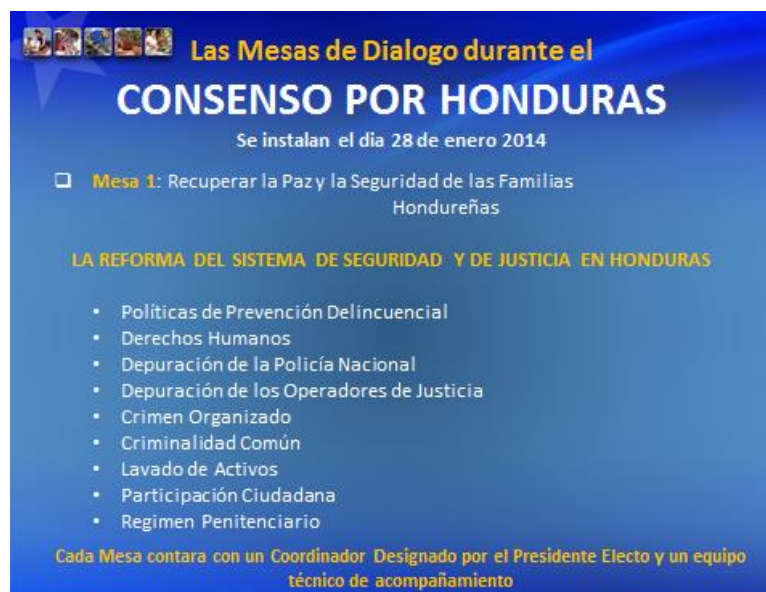 Las Mesas de Dialogo durante el
CONSENSO POR HONDURAS
Se instalan el dia 28 de enero 2014
❑ Mesa 1: Recuperar la Paz y la Seguridad de las Familias
Hondureñas
LA REFORMA DEL SISTEMA DE SEGURIDAD Y DE JUSTICIA EN HONDURAS
• Políticas de Prevención Delincuencial
• Derechos Humanos
• Depuración de la Policía Nacional
• Depuración de los Operadores de Justicia
• Crimen Organizado
• Criminalidad Común
• Lavado de Activos
• Participación Ciudadana
• Regimen Penitenciario
Cada Mesa contara con un Coordinador Designado por el Presidente Electo y un equipo
técnico de acompañamiento